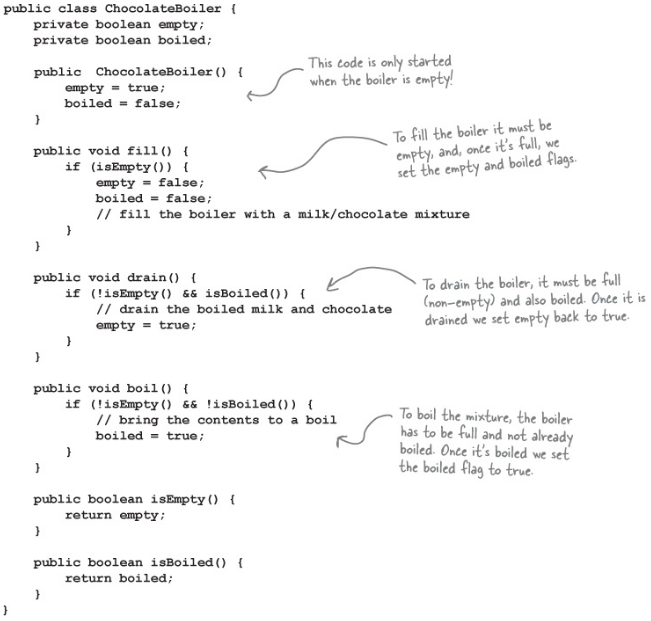 public class ChocolateBoiler {
    private boolean empty;
    private boolean boiled;

    public  ChocolateBoiler() {
        empty = true;
        boiled = false;
    }
This code is only started
when the boiler is empty!

    public void fill() {
        if (isEmpty()) {
            empty = false;
            boiled = false;
            // fill the boiler with a milk/chocolate mixture
        }
    }
To fill the boiler it must be
empty, and, once it's full, we
set the empty and boiled flags.

    public void drain() {
        if (!isEmpty() && isBoiled()) {
            // drain the boiled milk and chocolate
            empty = true;
        }
    }
To drain the boiler, it must be full
(non-empty) and also boiled. Once it is
drained we set empty back to true.

    public void boil() {
        if (!isEmpty() && !isBoiled()) {
            // bring the contents to a boil
            boiled = true;
        }
    }
To boil the mixture, the boiler
has to be full and not already
boiled. Once it's boiled we set
the boiled flag to true.

    public boolean isEmpty() {
        return empty;
    }

    public boolean isBoiled() {
        return boiled;
    }
}